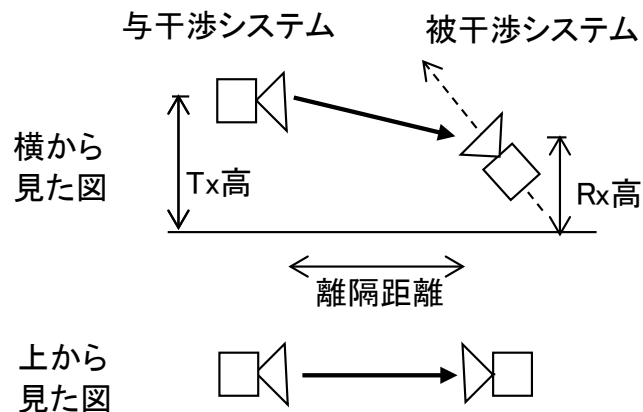 与干渉システム
被干渉システム
横から
見た図
Tx高
Rx高
離隔距離
上から
見た図